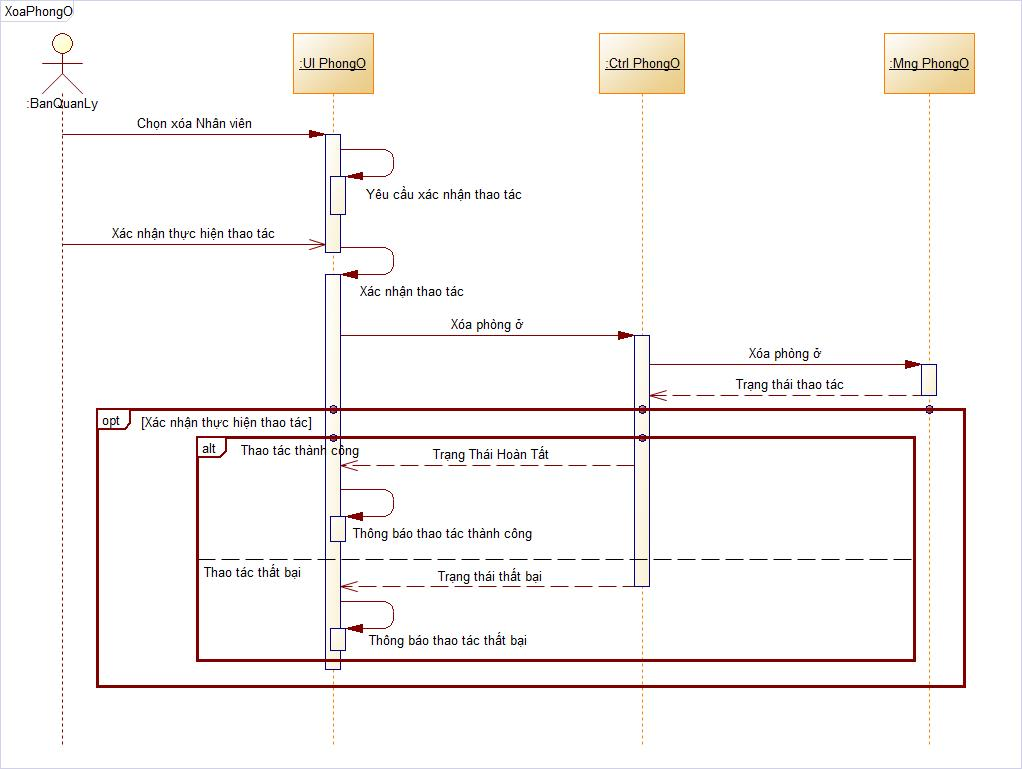 XoaPhongO
:UI PhongO
:Ctrl PhongO
:Mng PhongO
:BanQuanLy
Chọn xóa Nhân viên
Yêu cầu xác nhận thao tác
Xác nhận thực hiện thao tác
Xác nhận thao tác
Xóa phòng ở
Xóa phòng ở
Trạng thái thao tác
opt
[Xác nhận thực hiện thao tác]
alt
Thao tác thành công
Trạng Thái Hoàn Tất
Thông báo thao tác thành công
Thao tác thất bại
Trạng thái thất bại
Thông báo thao tác thất bại